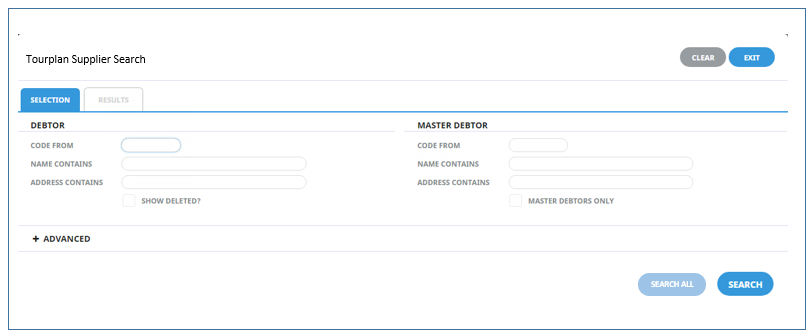 Tourplan Supplier Search
CLEAR
EXIT
SELECTION
RESULTS
DEBTOR
CODE FROM
NAME CONTAINS
ADDRESS CONTAINS
SHOW DELETED?
MASTER DEBTOR
CODE FROM
NAME CONTAINS
ADDRESS CONTAINS
MASTER DEBTORS ONLY
+ ADVANCED
SEARCH ALL
SEARCH